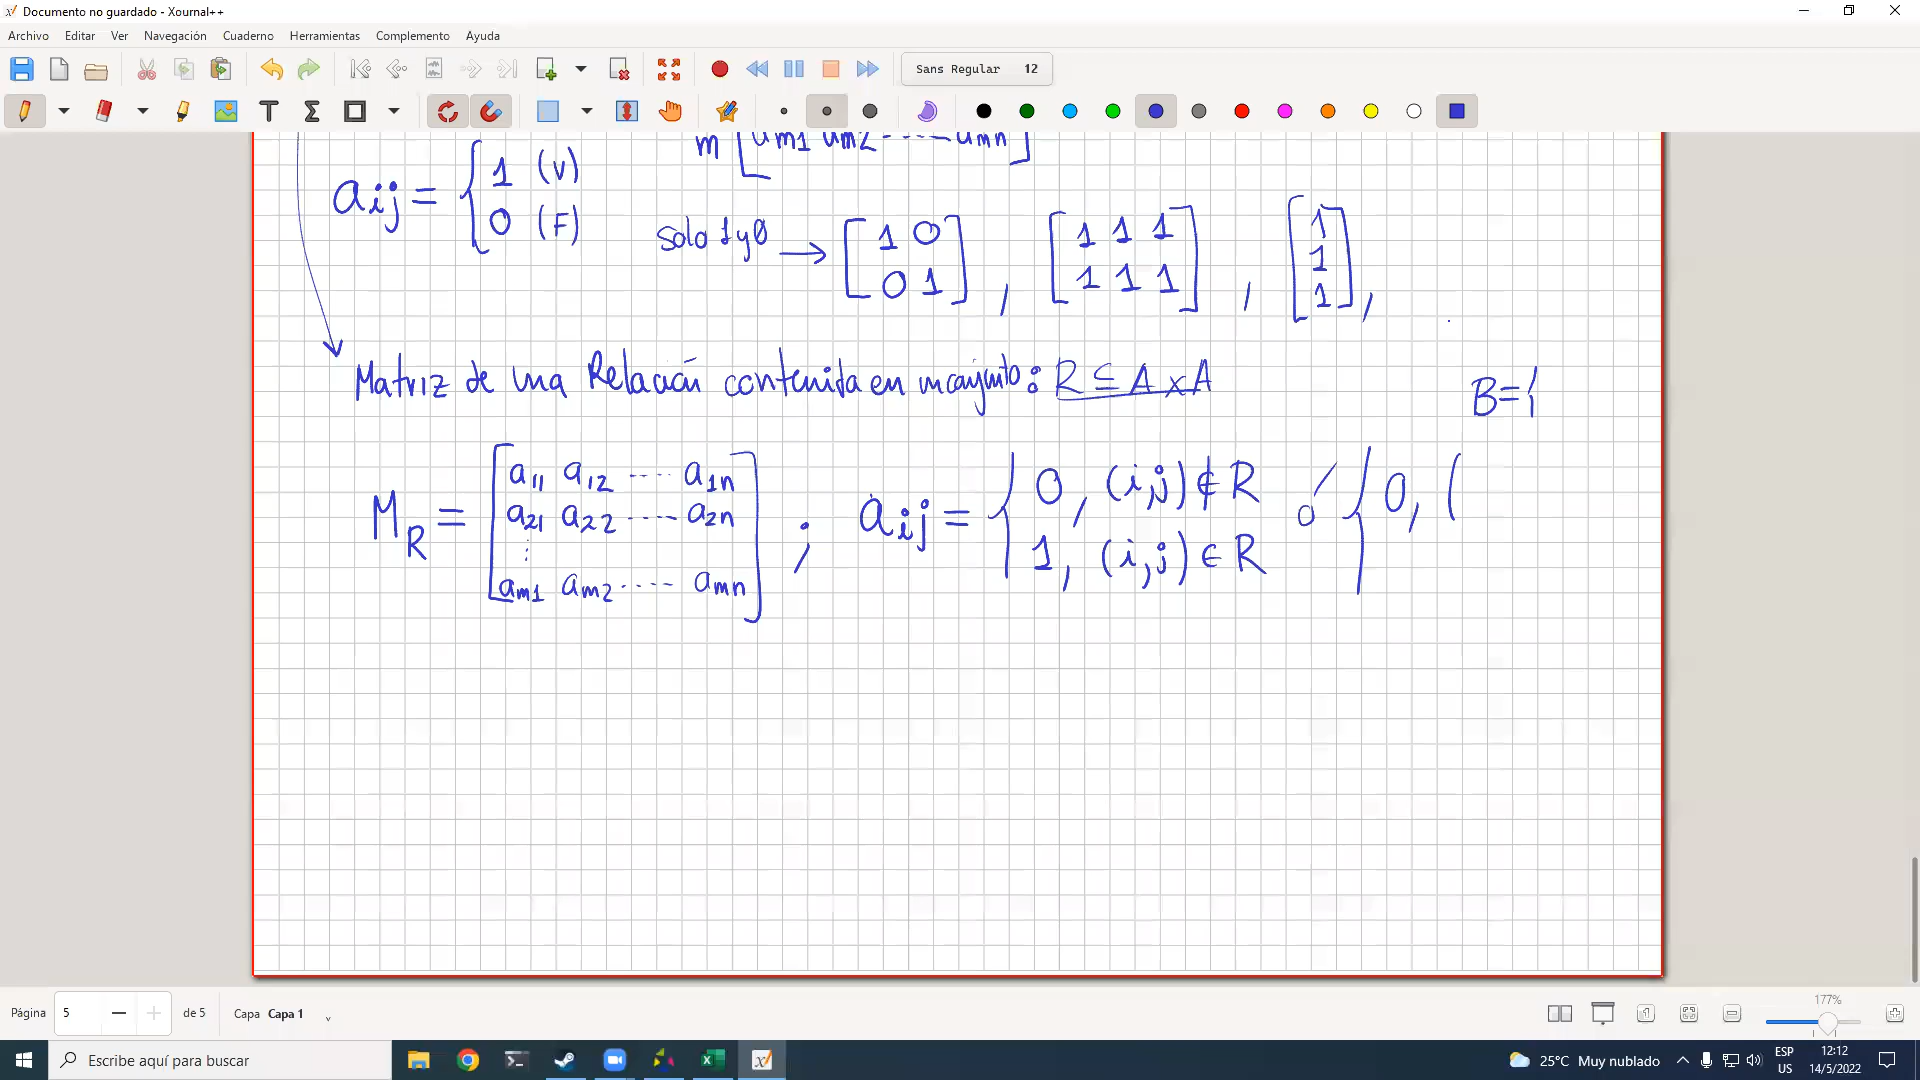 Documento no guardado - Xournal++
Archivo Editar Ver Navegación Cuaderno Herramientas Complemento Ayuda
Sans Regular 12
m [am1 am2 ---- amn]
aij = { 1 (V)
0 (F)
solo 1 y 0 → [1 0
0 1] , [1 1 1
1 1 1] , [1
1
1] ,
Matriz de una Relación contenida en un conjunto: R ⊆ A x A
B={
M_R = [a11 a12 ---- a1n
a21 a22 ---- a2n
⋮
am1 am2 ---- amn] ; aij = { 0, (i,j) ∉ R
1, (i,j) ∈ R
ó { 0, (
Página 5 de 5 Capa Capa 1
177%
Escribe aquí para buscar
25°C Muy nublado
ESP
US
12:12
14/5/2022